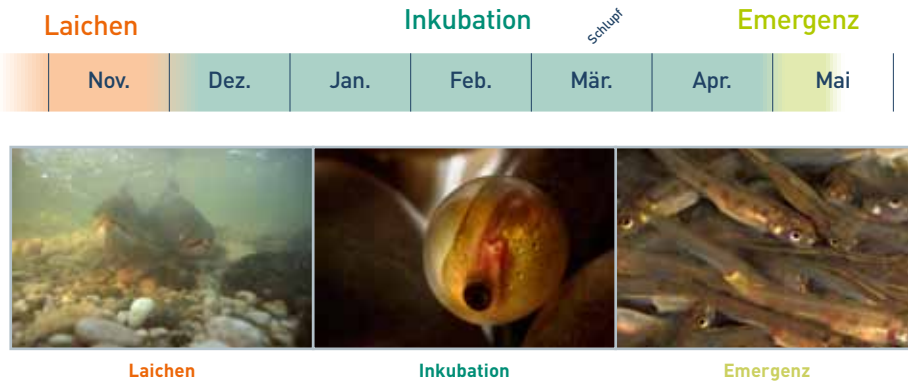 Laichen
Inkubation
Schlupf
Emergenz
Nov.
Dez.
Jan.
Feb.
Mär.
Apr.
Mai
Laichen
Inkubation
Emergenz